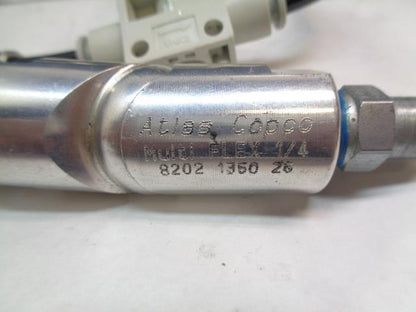 Atlas Copco
Multi FLEX 1/4
8202 1350 26